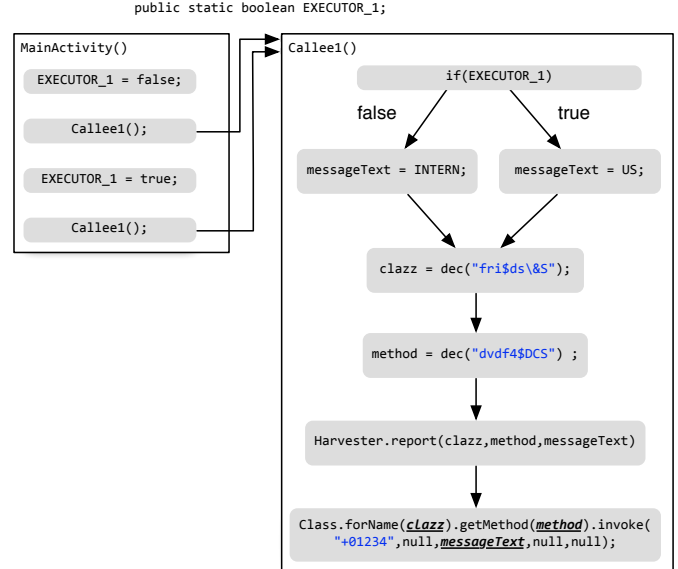 public static boolean EXECUTOR_1;
MainActivity()
EXECUTOR_1 = false;
Callee1();
EXECUTOR_1 = true;
Callee1();
Callee1()
if(EXECUTOR_1)
false
true
messageText = INTERN;
messageText = US;
clazz = dec("fri$ds\&S");
method = dec("dvdf4$DCS") ;
Harvester.report(clazz,method,messageText)
Class.forName(clazz).getMethod(method).invoke(
"+01234",null,messageText,null,null);